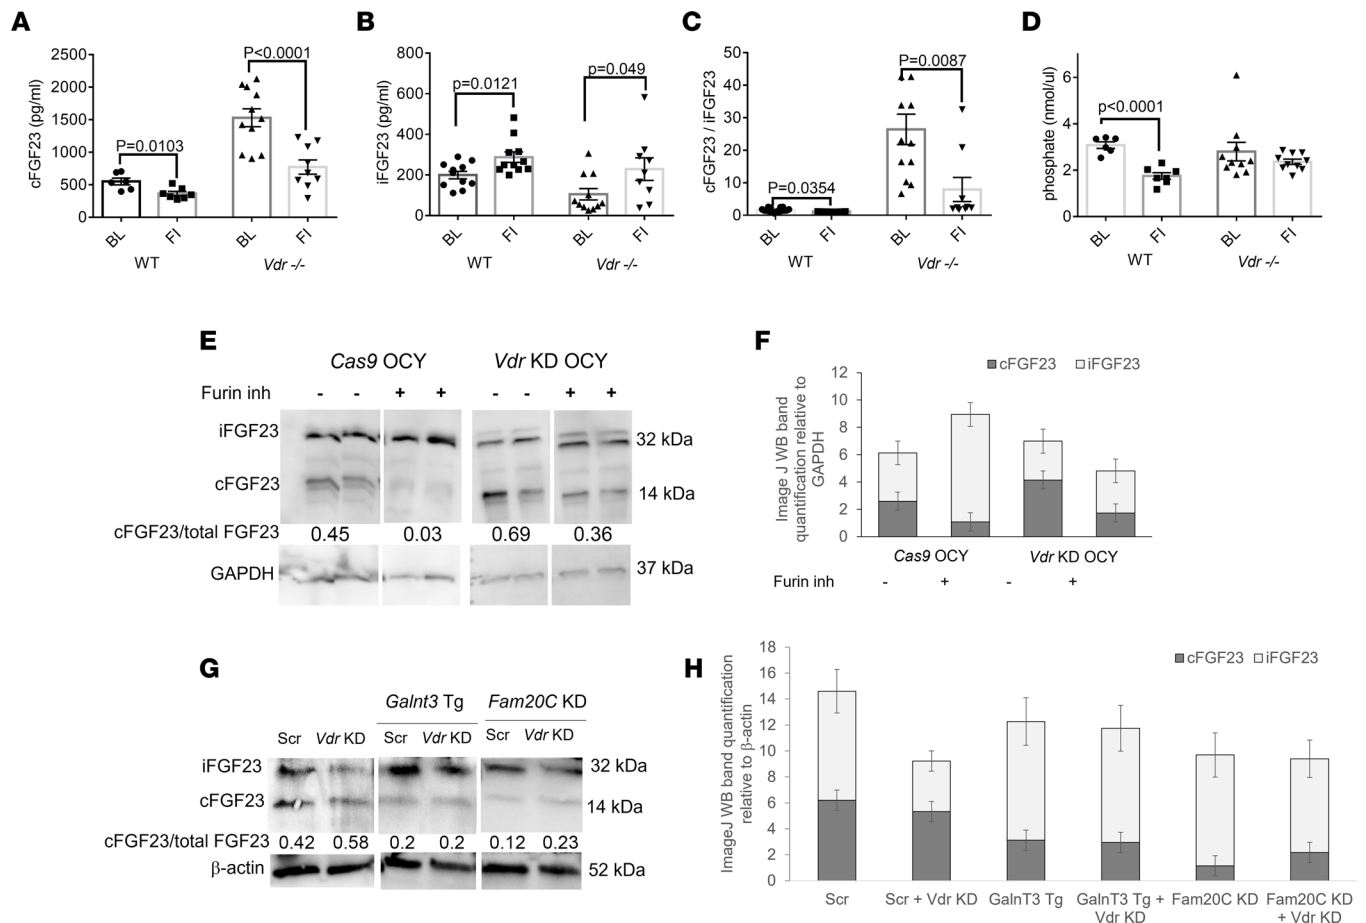 A
cFGF23 (pg/ml)
2500
2000
1500
1000
500
0
P=0.0103
P<0.0001
BL
FI
BL
FI
WT
Vdr -/-
B
iFGF23 (pg/ml)
800
600
400
200
0
p=0.0121
p=0.049
BL
FI
BL
FI
WT
Vdr -/-
C
cFGF23 / iFGF23
50
40
30
20
10
0
P=0.0354
P=0.0087
BL
FI
BL
FI
WT
Vdr -/-
D
phosphate (nmol/ul)
6
4
2
0
p<0.0001
BL
FI
BL
FI
WT
Vdr -/-
E
Cas9 OCY
Vdr KD OCY
Furin inh
- - + + - - + +
iFGF23
32 kDa
cFGF23
14 kDa
cFGF23/total FGF23
0.45 0.03 0.69 0.36
GAPDH
37 kDa
F
cFGF23 iFGF23
Image J WB band
quantification relative to
GAPDH
12
10
8
6
4
2
0
Cas9 OCY
Vdr KD OCY
Furin inh
- + - +
G
Galnt3 Tg
Fam20C KD
Scr Vdr KD Scr Vdr KD Scr Vdr KD
iFGF23
32 kDa
cFGF23
14 kDa
cFGF23/total FGF23
0.42 0.58 0.2 0.2 0.12 0.23
β-actin
52 kDa
H
cFGF23 iFGF23
ImageJ WB band quantification
relative to β-actin
18
16
14
12
10
8
6
4
2
0
Scr
Scr + Vdr KD
GalnT3 Tg
GalnT3 Tg +
Vdr KD
Fam20C KD
Fam20C KD
+ Vdr KD